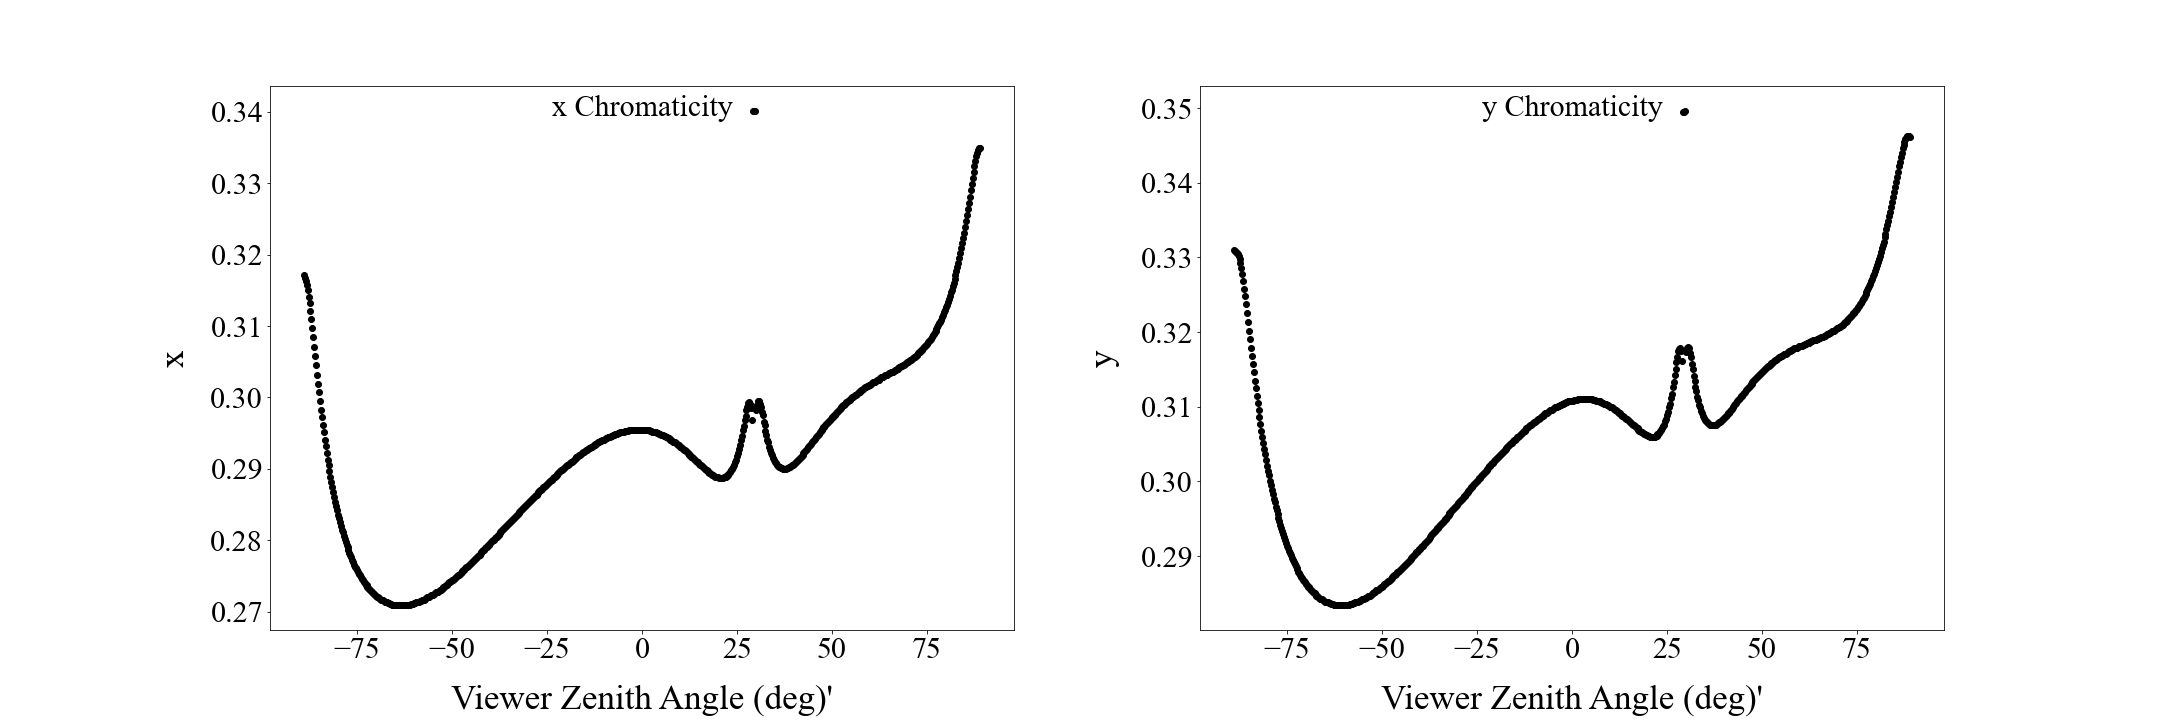 x Chromaticity
0.34
0.33
0.32
0.31
0.30
0.29
0.28
0.27
x
−75 −50 −25 0 25 50 75
Viewer Zenith Angle (deg)'
y Chromaticity
0.35
0.34
0.33
0.32
0.31
0.30
0.29
y
−75 −50 −25 0 25 50 75
Viewer Zenith Angle (deg)'